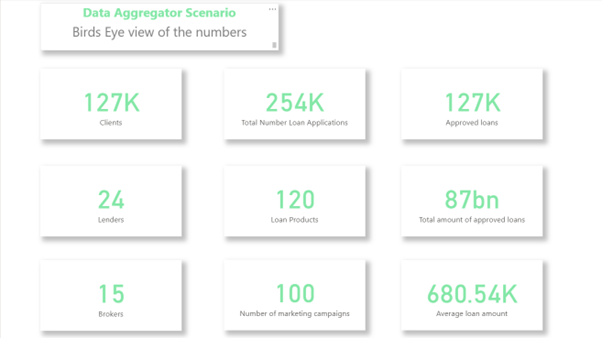 Data Aggregator Scenario
Birds Eye view of the numbers
127K
Clients
254K
Total Number Loan Applications
127K
Approved loans
24
Lenders
120
Loan Products
87bn
Total amount of approved loans
15
Brokers
100
Number of marketing campaigns
680.54K
Average loan amount